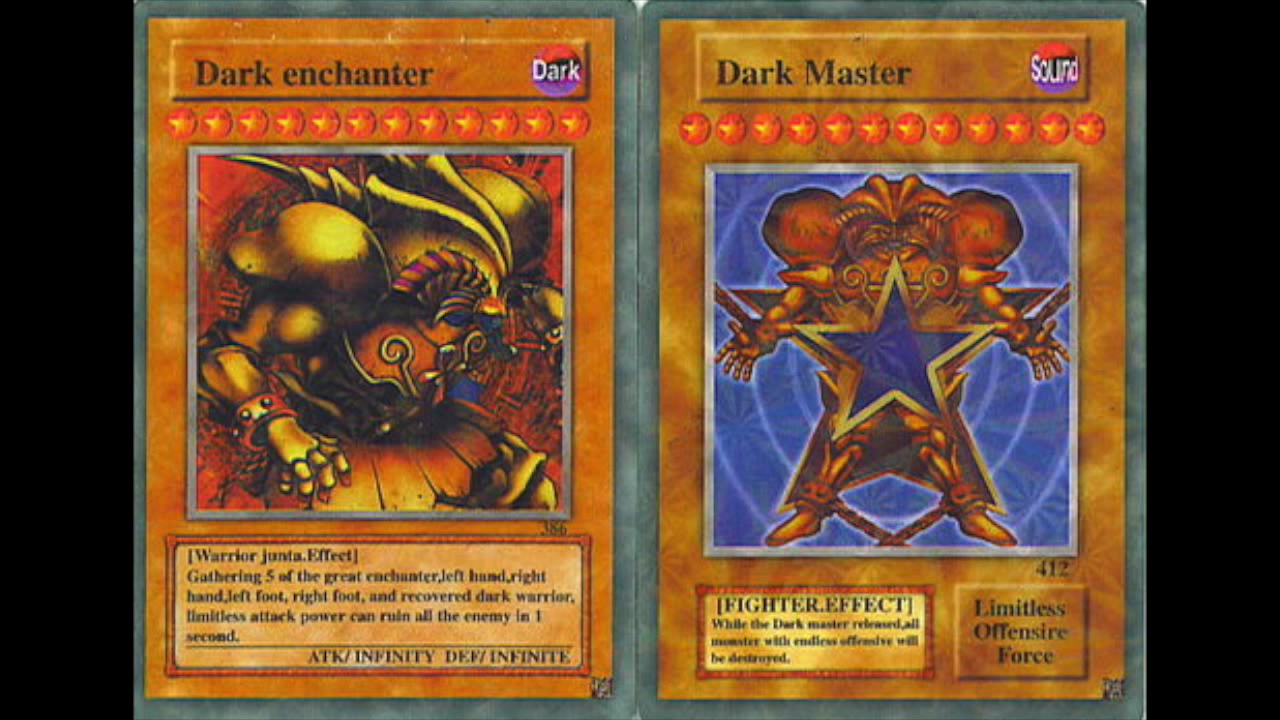 Dark enchanter
Dark
386
[Warrior junta.Effect]
Gathering 5 of the great enchanter,left hand,right
hand,left foot, right foot, and recovered dark warrior,
limitless attack power can ruin all the enemy in 1
second.
ATK/ INFINITY DEF/ INFINITE
Dark Master
Sound
412
[FIGHTER.EFFECT]
While the Dark master released,all
monster with endless offensive will
be destroyed.
Limitless
Offensire
Force